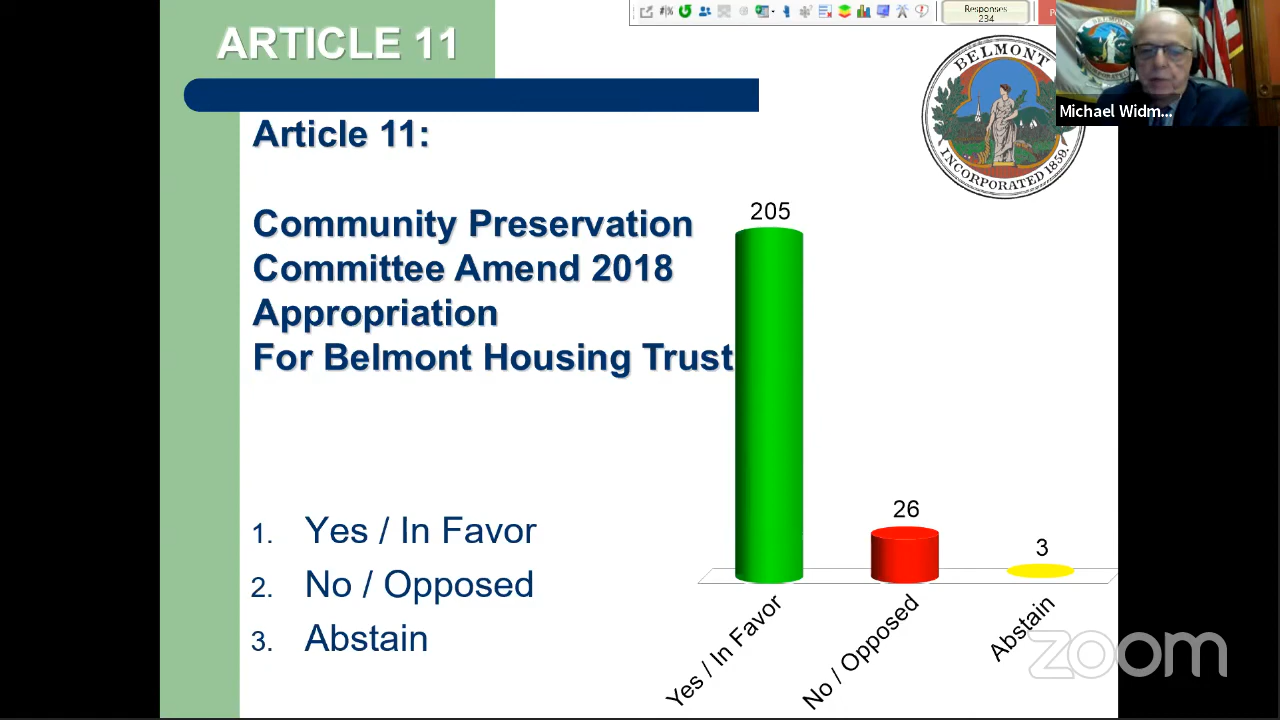 ARTICLE 11
Responses
234
BELMONT
INCORPORATED 1859.
Michael Widm...
Article 11:
Community Preservation
Committee Amend 2018
Appropriation
For Belmont Housing Trust
1. Yes / In Favor
2. No / Opposed
3. Abstain
205
26
3
Yes / In Favor
No / Opposed
Abstain
zoom